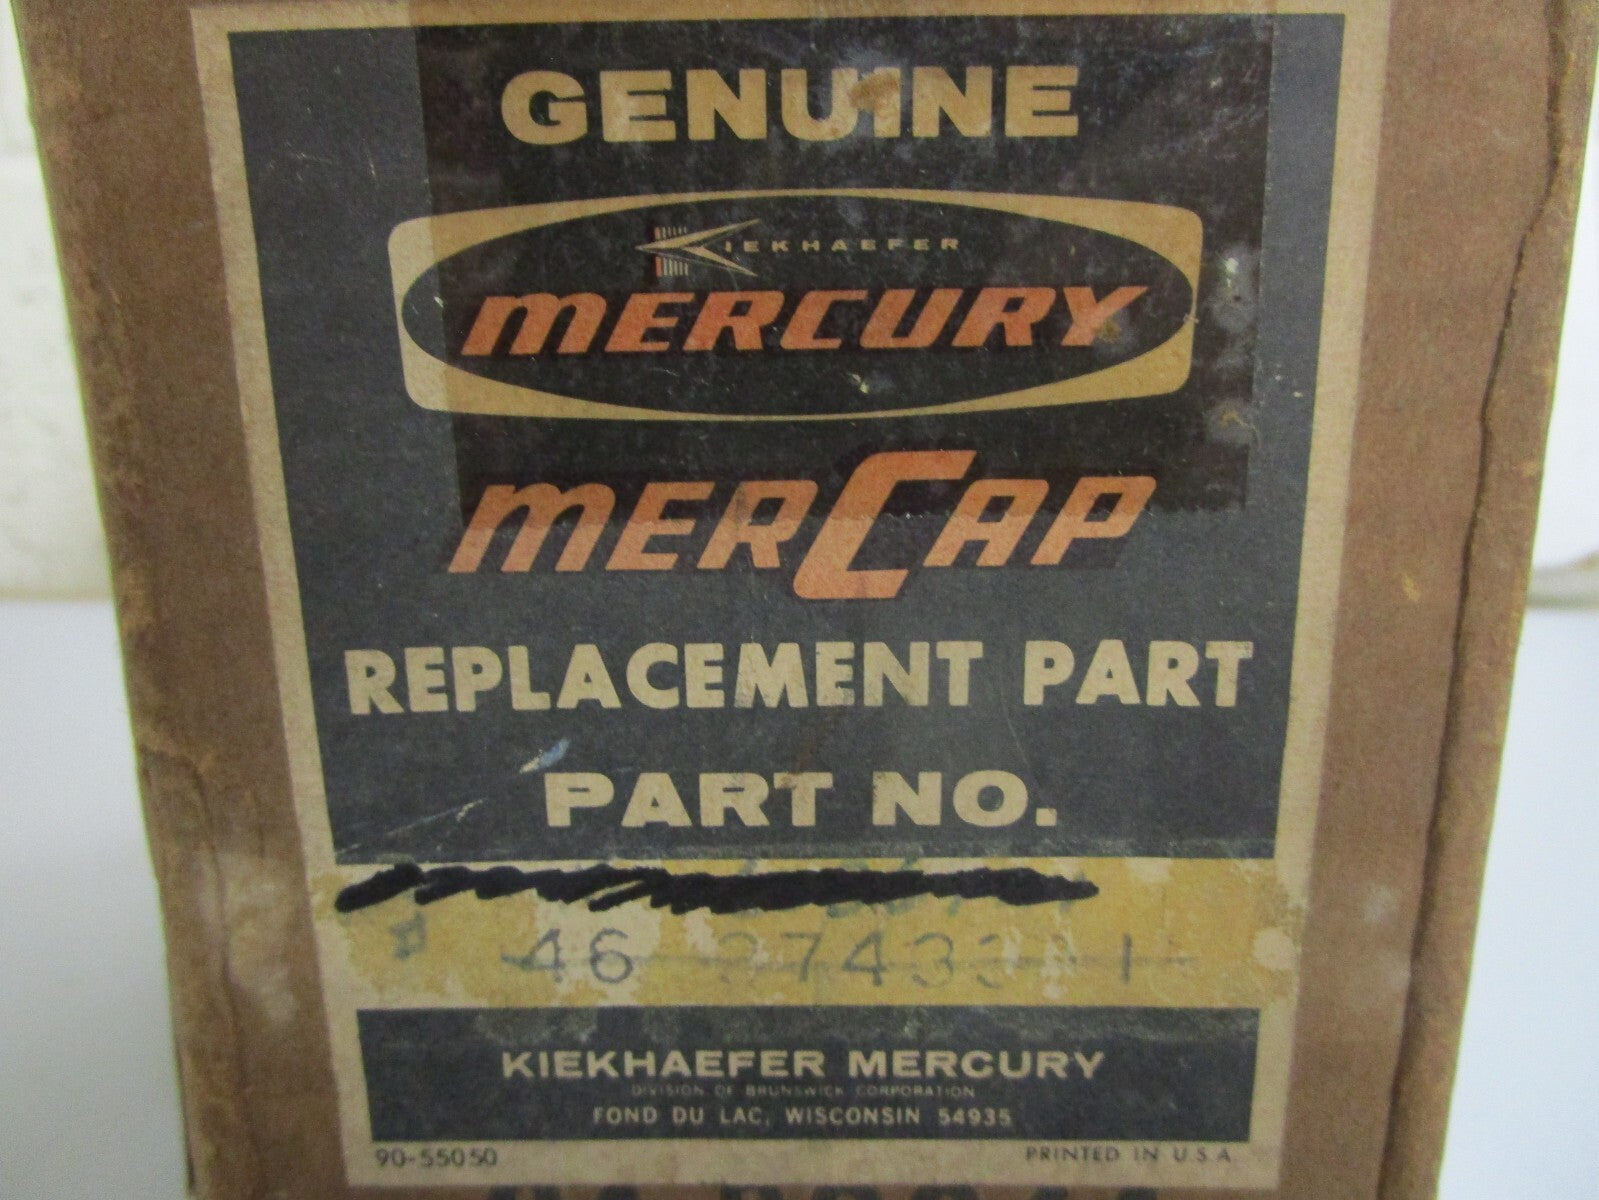 GENUINE
KIEKHAEFER
MERCURY
MERCAP
REPLACEMENT PART
PART NO.
46
KIEKHAEFER MERCURY
DIVISION OF BRUNSWICK CORPORATION
FOND DU LAC, WISCONSIN 54935
90-55050 PRINTED IN U.S.A.